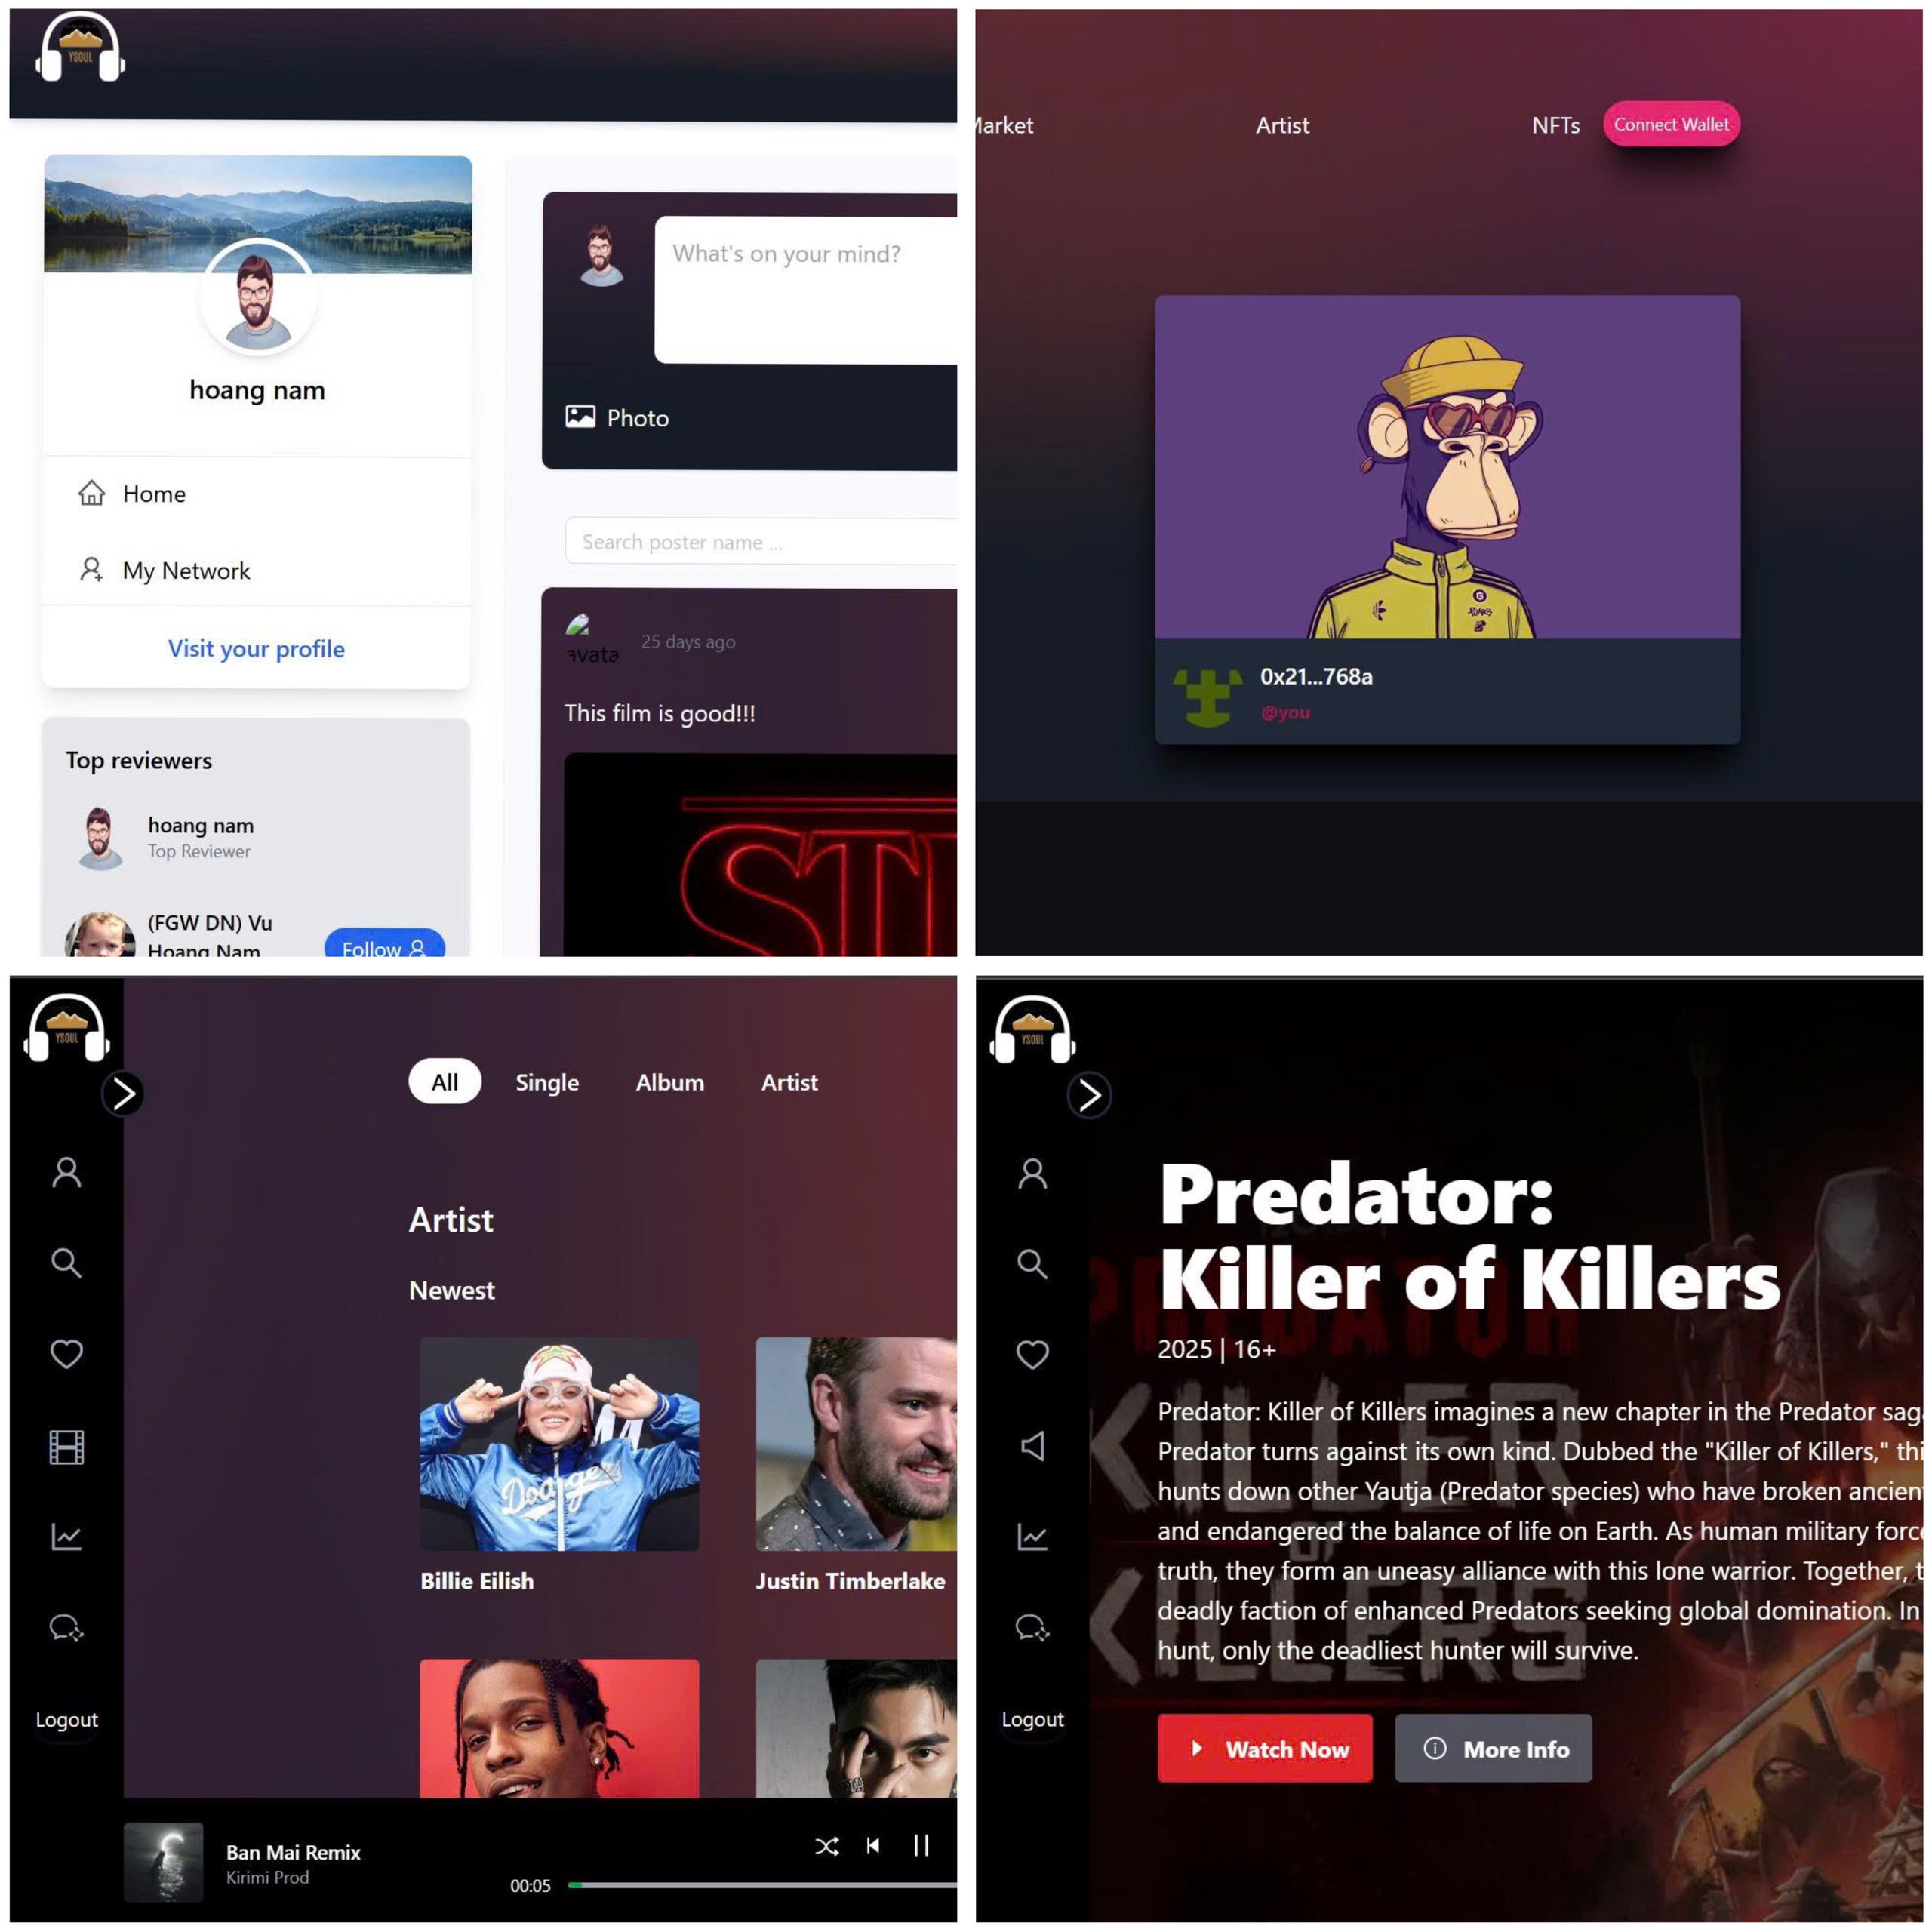 YSOUL
hoang nam
Home
My Network
Visit your profile
Top reviewers
hoang nam
Top Reviewer
(FGW DN) Vu
Hoang Nam
Follow
What's on your mind?
Photo
Search poster name ...
avata
25 days ago
This film is good!!!
ST
Market
Artist
NFTs
Connect Wallet
0x21...768a
@you
YSOUL
All
Single
Album
Artist
Artist
Newest
Dodgers
Billie Eilish
Justin Timberlake
Logout
Ban Mai Remix
Kirimi Prod
00:05
YSOUL
Predator:
Killer of Killers
PREDATOR
KILLER
OF
KILLERS
2025 | 16+
Predator: Killer of Killers imagines a new chapter in the Predator sag
Predator turns against its own kind. Dubbed the "Killer of Killers," thi
hunts down other Yautja (Predator species) who have broken ancien
and endangered the balance of life on Earth. As human military forc
truth, they form an uneasy alliance with this lone warrior. Together, t
deadly faction of enhanced Predators seeking global domination. In
hunt, only the deadliest hunter will survive.
Logout
Watch Now
More Info